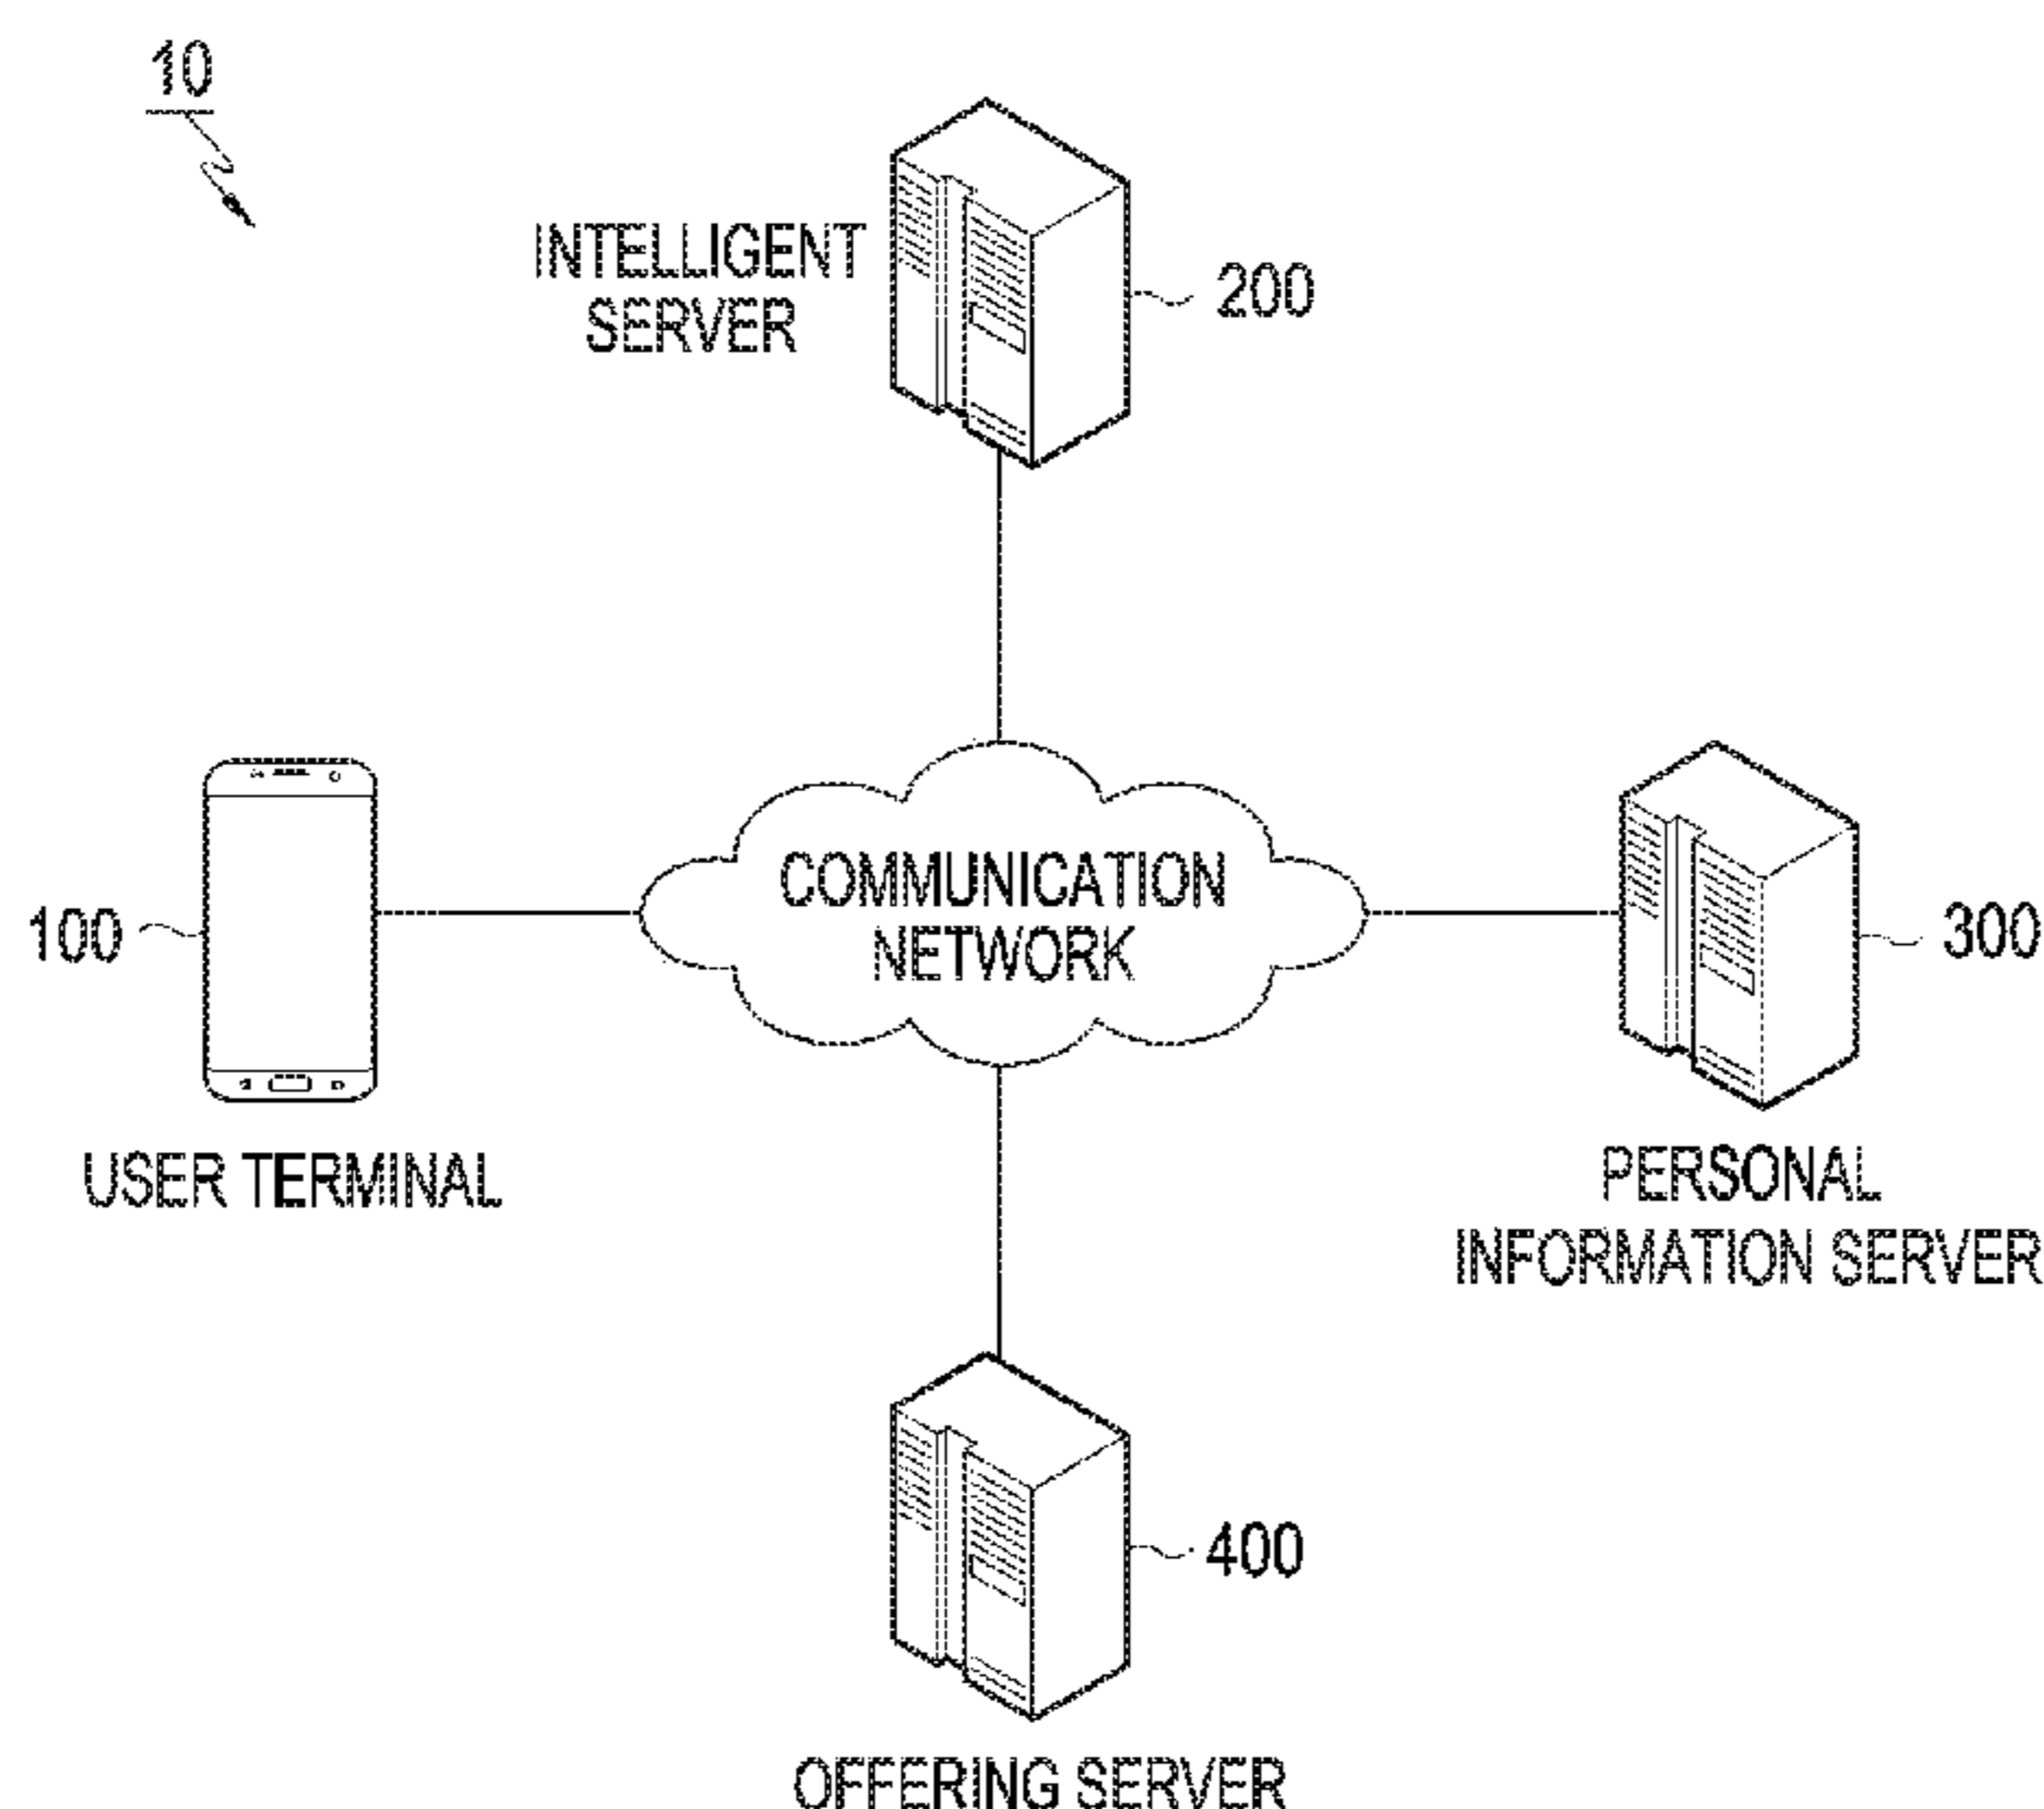 10
INTELLIGENT
SERVER
200
COMMUNICATION
NETWORK
100
300
USER TERMINAL
PERSONAL
INFORMATION SERVER
400
OFFERING SERVER